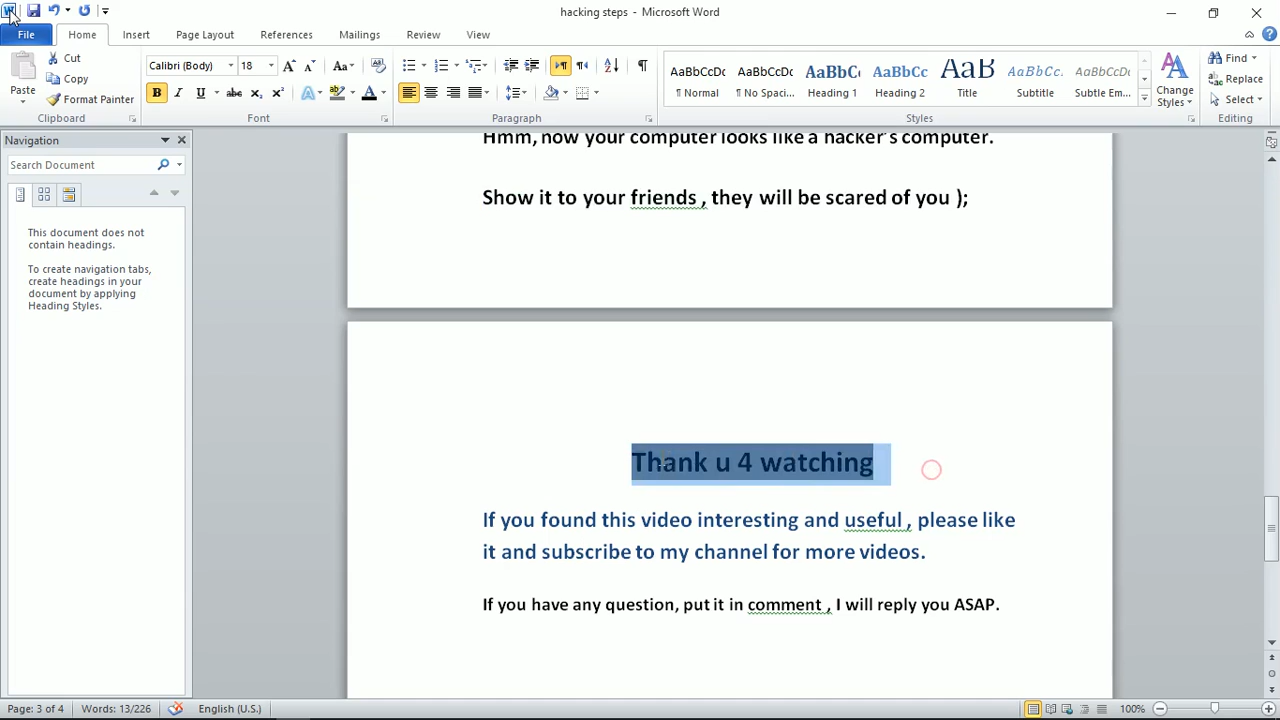 hacking steps - Microsoft Word
File Home Insert Page Layout References Mailings Review View
Paste
Cut
Copy
Format Painter
Clipboard
Calibri (Body) 18
Font
Paragraph
AaBbCcDc AaBbCcDc AaBbCc AaBbCc AaB AaBbCc. AaBbCcDc
¶ Normal ¶ No Spaci... Heading 1 Heading 2 Title Subtitle Subtle Em...
Change
Styles
Styles
Find
Replace
Select
Editing
Navigation
Search Document
This document does not
contain headings.
To create navigation tabs,
create headings in your
document by applying
Heading Styles.
Hmm, now your computer looks like a hacker's computer.
Show it to your friends , they will be scared of you );
Thank u 4 watching
If you found this video interesting and useful , please like
it and subscribe to my channel for more videos.
If you have any question, put it in comment , I will reply you ASAP.
Page: 3 of 4 Words: 13/226 English (U.S.) 100%